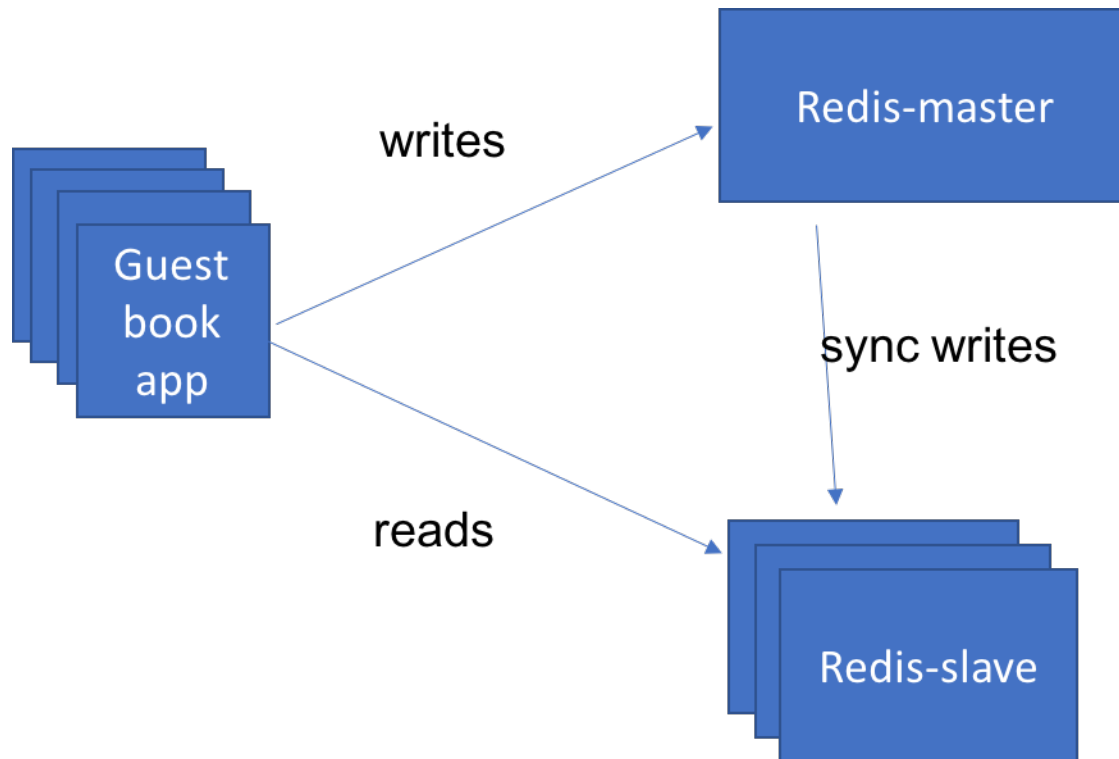 Redis-master
writes
Guest
book
app
sync writes
reads
Redis-slave